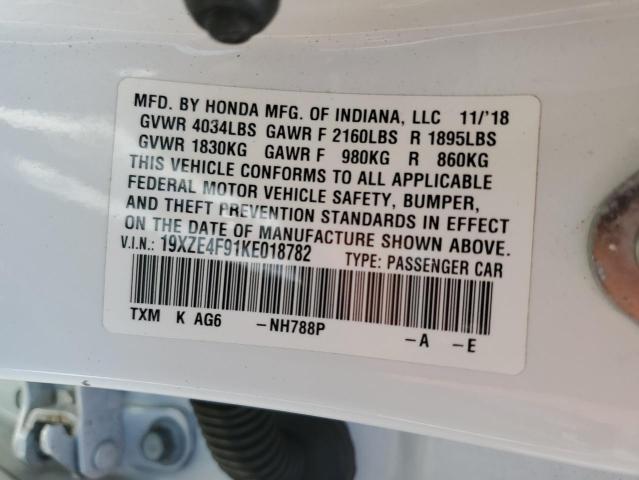 MFD. BY HONDA MFG. OF INDIANA, LLC 11/'18
GVWR 4034LBS GAWR F 2160LBS R 1895LBS
GVWR 1830KG GAWR F 980KG R 860KG
THIS VEHICLE CONFORMS TO ALL APPLICABLE
FEDERAL MOTOR VEHICLE SAFETY, BUMPER,
AND THEFT PREVENTION STANDARDS IN EFFECT
ON THE DATE OF MANUFACTURE SHOWN ABOVE.
V.I.N.: 19XZE4F91KE018782 TYPE: PASSENGER CAR
TXM K AG6 -NH788P -A -E